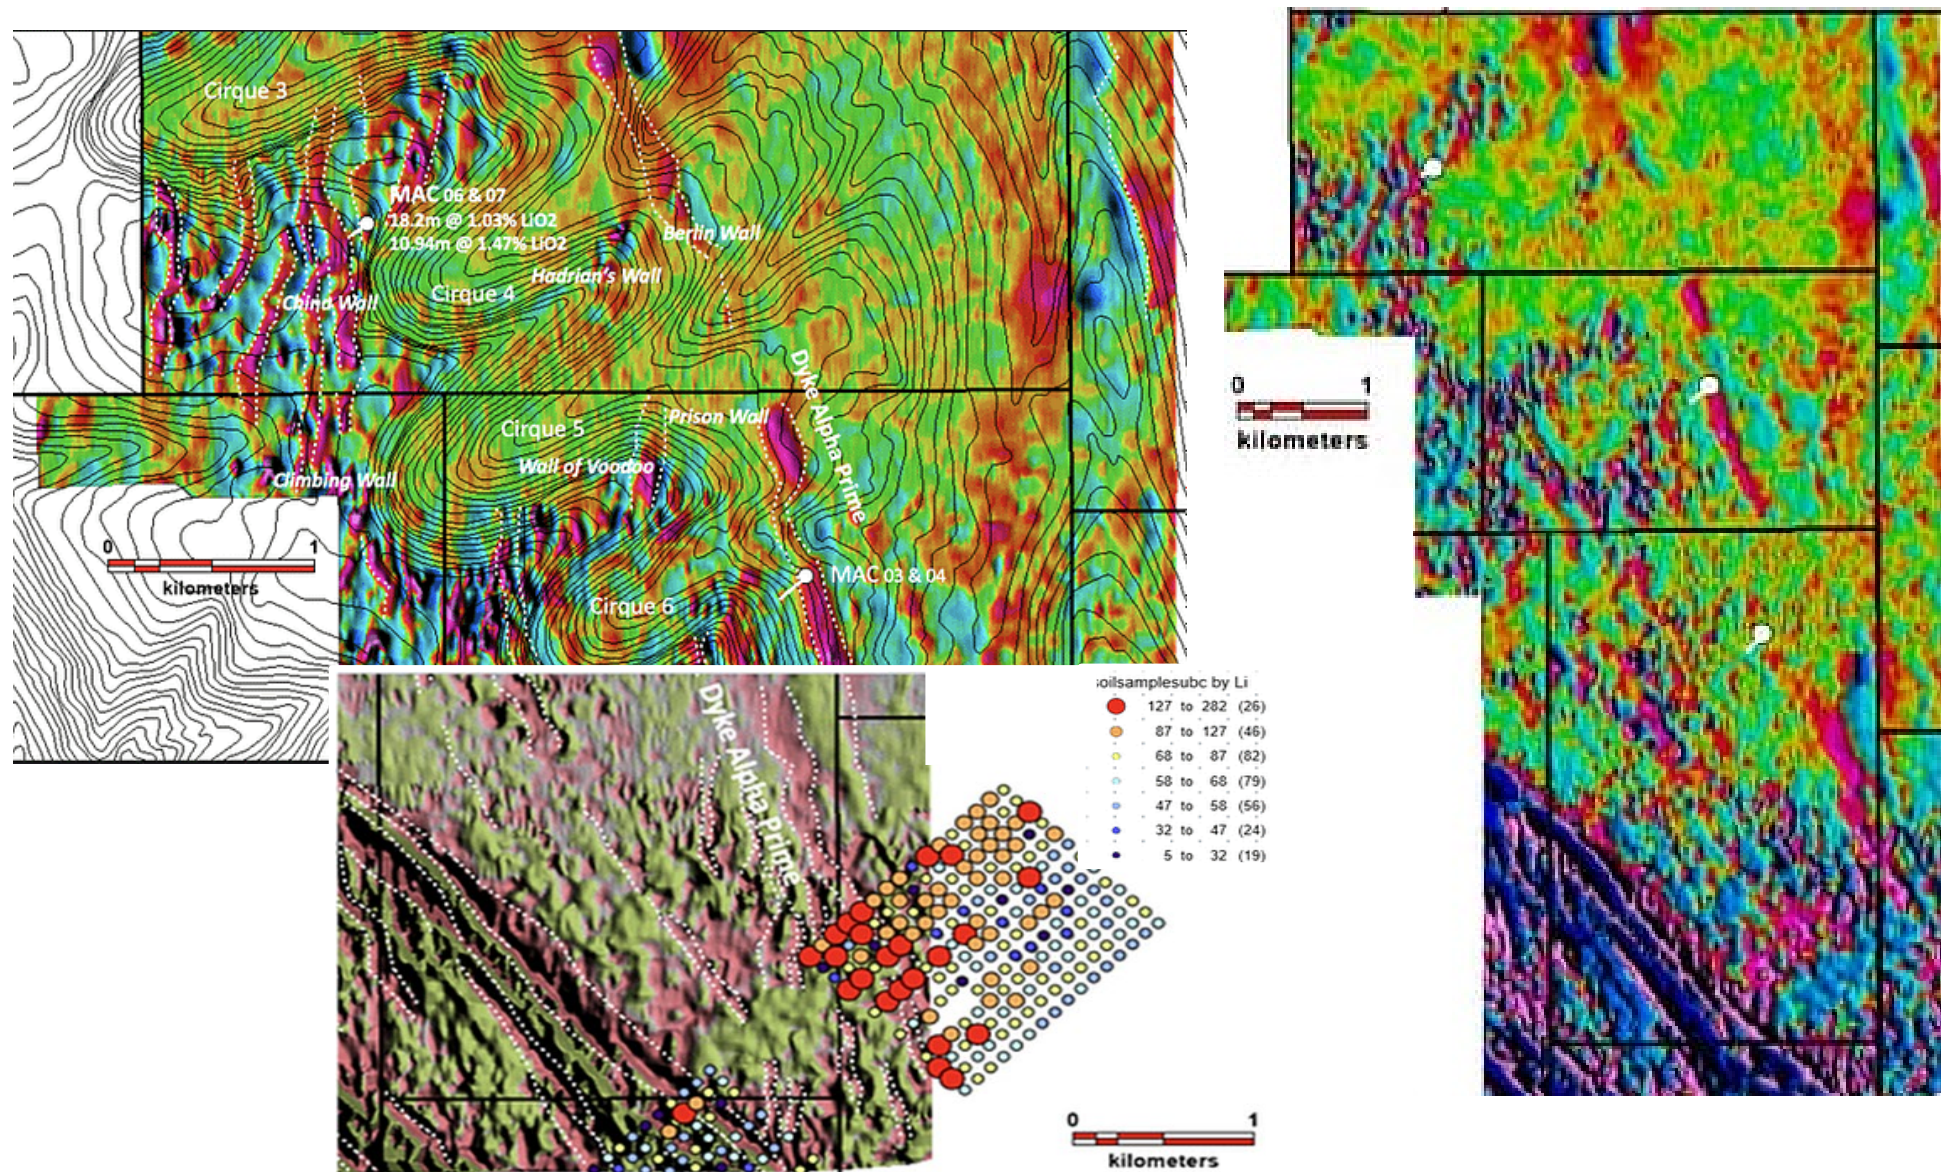 Cirque 3
MAC 06 & 07
18.2m @ 1.03% LIO2
10.94m @ 1.47% LIO2
Berlin Wall
Hadrian's Wall
Cirque 4
China Wall
Dyke Alpha Prime
Prison Wall
Cirque 5
Wall of Voodoo
Climbing Wall
0 1
kilometers
MAC 03 & 04
Cirque 6
0 1
kilometers
Dyke Alpha Prime
soilsamplesubc by Li
127 to 282 (26)
87 to 127 (46)
68 to 87 (82)
58 to 68 (79)
47 to 58 (56)
32 to 47 (24)
5 to 32 (19)
0 1
kilometers